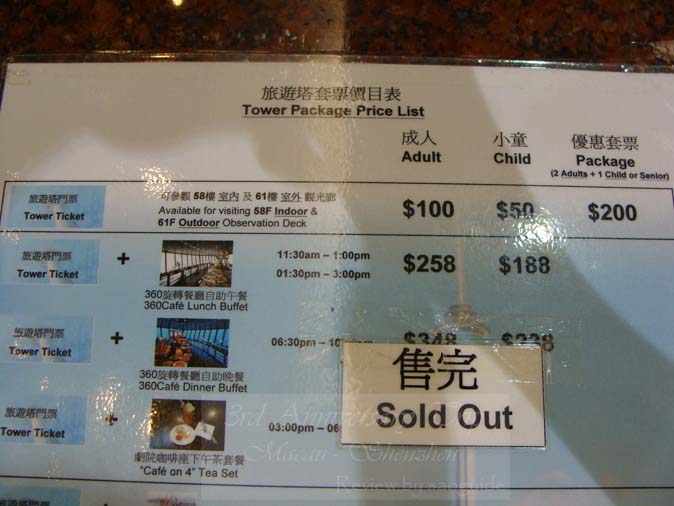 旅遊塔套票價目表
Tower Package Price List
成人 小童 優惠套票
Adult Child Package
(2 Adults + 1 Child or Senior)
旅遊塔門票
Tower Ticket
可參觀 58樓 室內 及 61樓 室外 觀光廊
Available for visiting 58F Indoor &
61F Outdoor Observation Deck
$100 $50 $200
旅遊塔門票
Tower Ticket
+
360旋轉餐廳自助午餐
360Café Lunch Buffet
11:30am – 1:00pm
01:30pm – 3:00pm
$258 $188
旅遊塔門票
Tower Ticket
+
360旋轉餐廳自助晚餐
360Café Dinner Buffet
06:30pm –
$348
售完
Sold Out
旅遊塔門票
Tower Ticket
+
劇院咖啡座下午茶套餐
"Café on 4" Tea Set
03:00pm –
3rd
Macau - Shenzhen
Review by saoguide